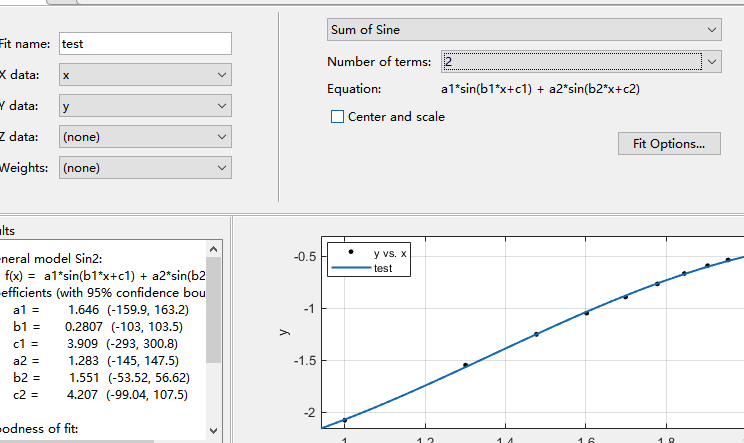 Fit name: test
X data: x
Y data: y
Z data: (none)
Weights: (none)
Sum of Sine
Number of terms: 2
Equation: a1*sin(b1*x+c1) + a2*sin(b2*x+c2)
Center and scale
Fit Options...
ults
eneral model Sin2:
f(x) = a1*sin(b1*x+c1) + a2*sin(b2
efficients (with 95% confidence bou
a1 = 1.646 (-159.9, 163.2)
b1 = 0.2807 (-103, 103.5)
c1 = 3.909 (-293, 300.8)
a2 = 1.283 (-145, 147.5)
b2 = 1.551 (-53.52, 56.62)
c2 = 4.207 (-99.04, 107.5)
oodness of fit:
y vs. x
test
-0.5
-1
-1.5
-2
y
1 1.2 1.4 1.6 1.8